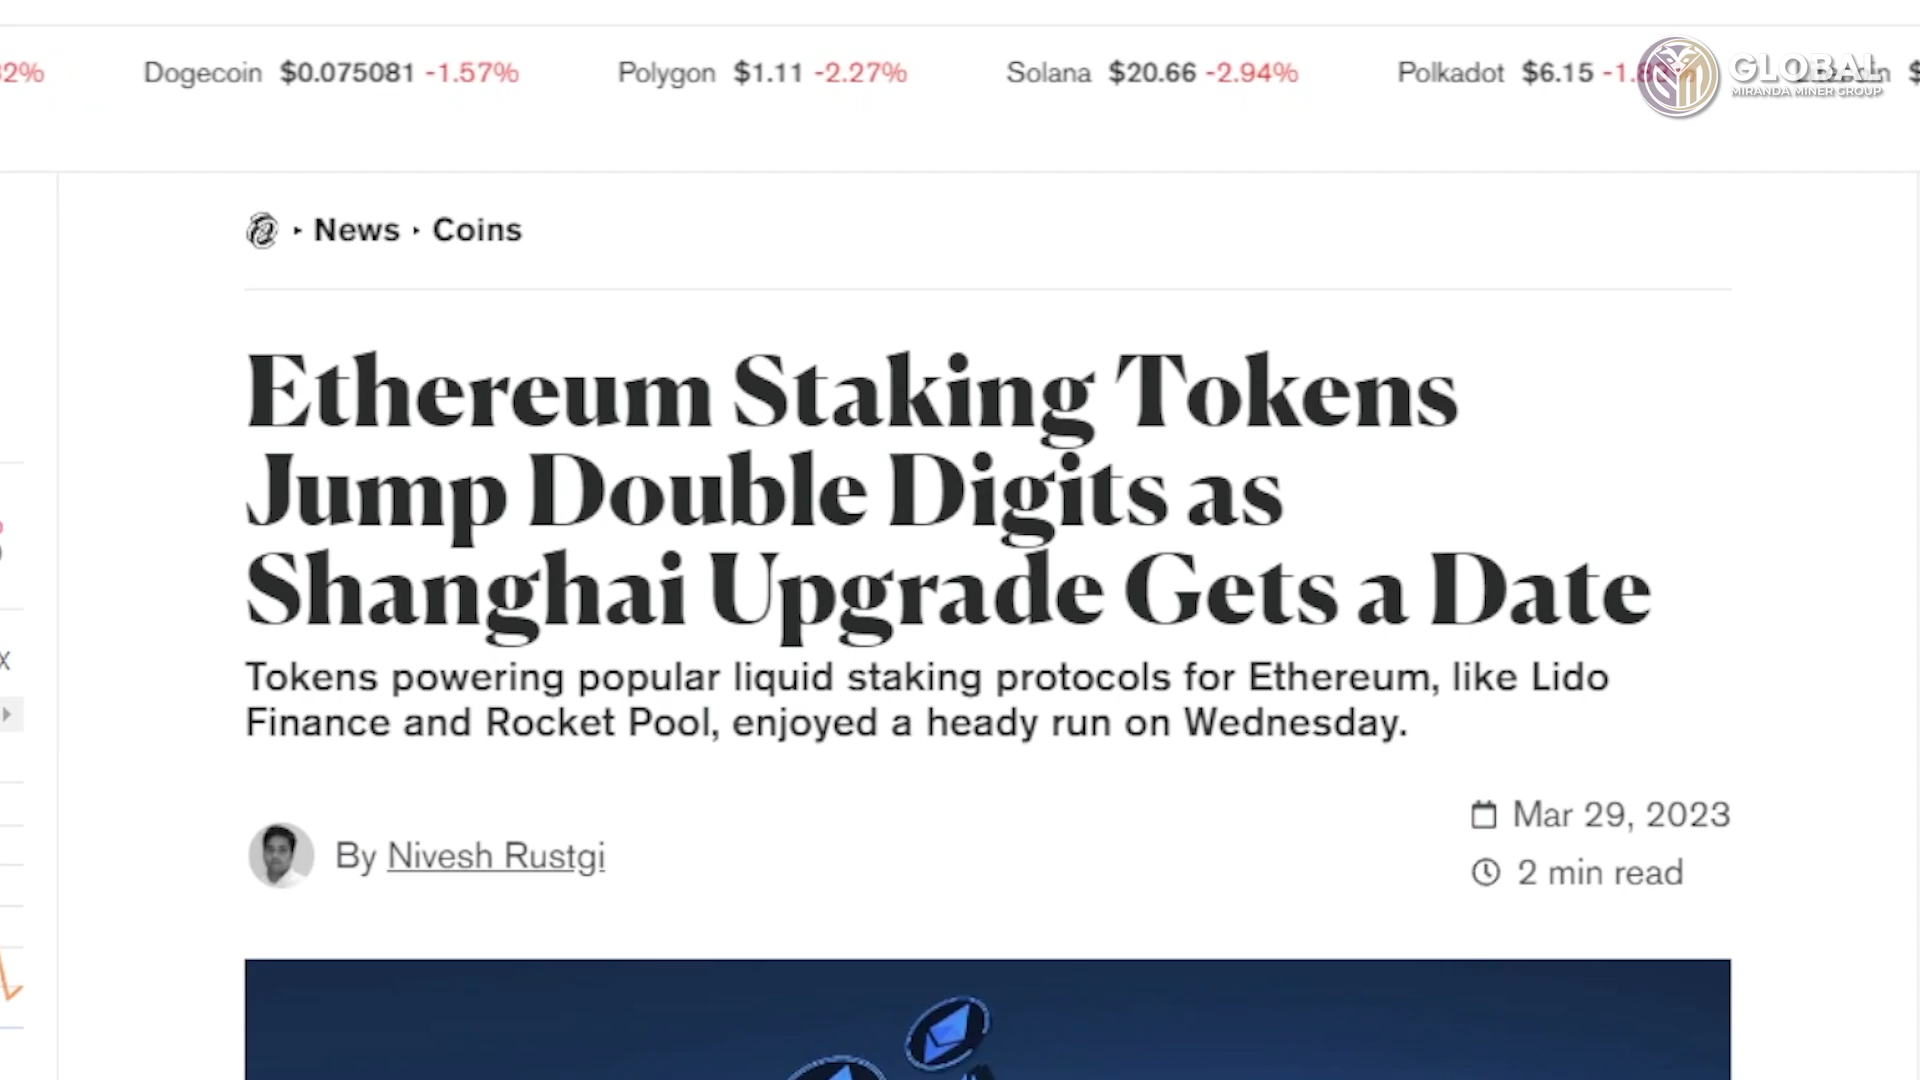 32% Dogecoin $0.075081 -1.57% Polygon $1.11 -2.27% Solana $20.66 -2.94% Polkadot $6.15
GLOBAL
MIRANDA MINER GROUP
News Coins
Ethereum Staking Tokens
Jump Double Digits as
Shanghai Upgrade Gets a Date
Tokens powering popular liquid staking protocols for Ethereum, like Lido
Finance and Rocket Pool, enjoyed a heady run on Wednesday.
By Nivesh Rustgi
Mar 29, 2023
2 min read